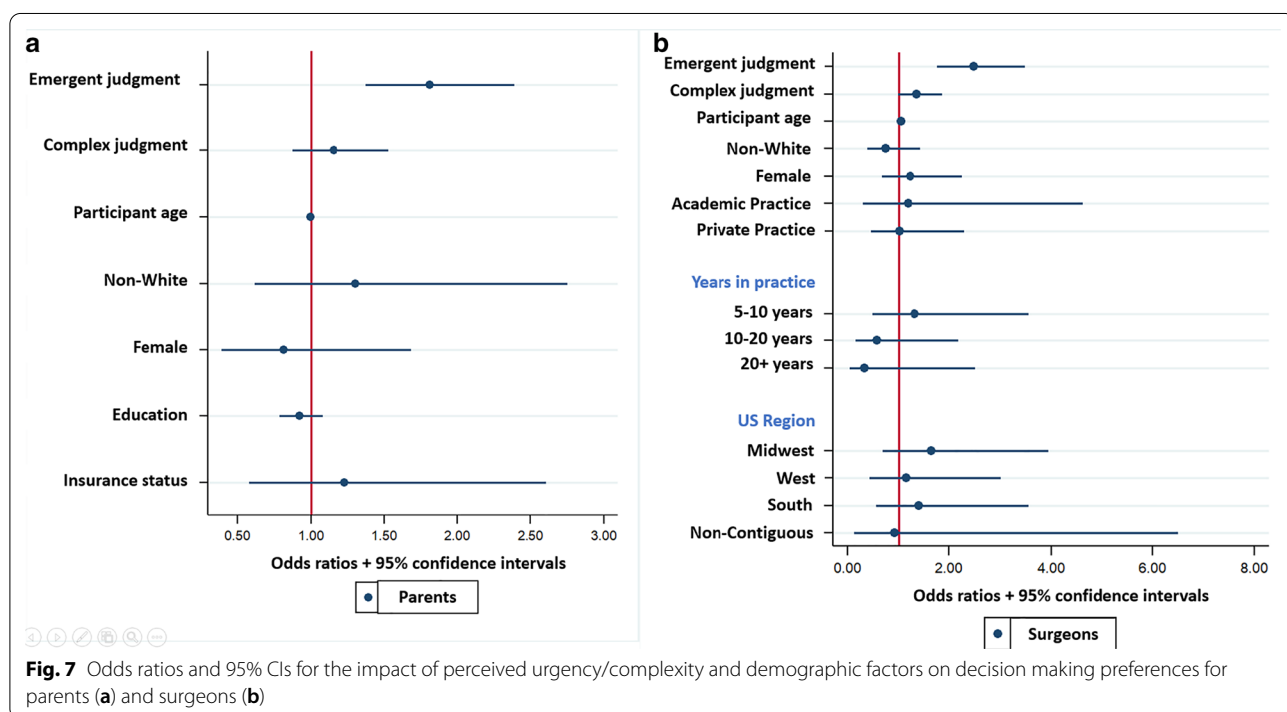 a
Emergent judgment
Complex judgment
Participant age
Non-White
Female
Education
Insurance status
0.50 1.00 1.50 2.00 2.50 3.00
Odds ratios + 95% confidence intervals
Parents
b
Emergent judgment
Complex judgment
Participant age
Non-White
Female
Academic Practice
Private Practice
Years in practice
5-10 years
10-20 years
20+ years
US Region
Midwest
West
South
Non-Contiguous
0.00 2.00 4.00 6.00 8.00
Odds ratios + 95% confidence intervals
Surgeons
Fig. 7 Odds ratios and 95% CIs for the impact of perceived urgency/complexity and demographic factors on decision making preferences for
parents (a) and surgeons (b)